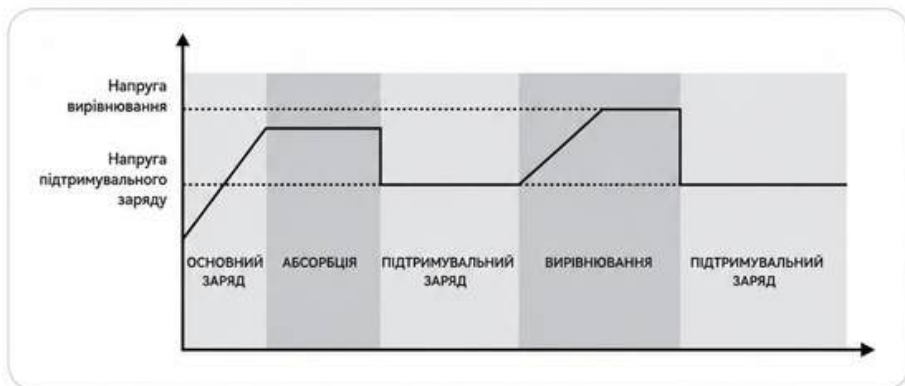 Напруга
вирівнювання
Напруга
підтримувального
заряду
ОСНОВНИЙ
ЗАРЯД
АБСОРБЦІЯ
ПІДТРИМУВАЛЬНИЙ
ЗАРЯД
ВИРІВНЮВАННЯ
ПІДТРИМУВАЛЬНИЙ
ЗАРЯД